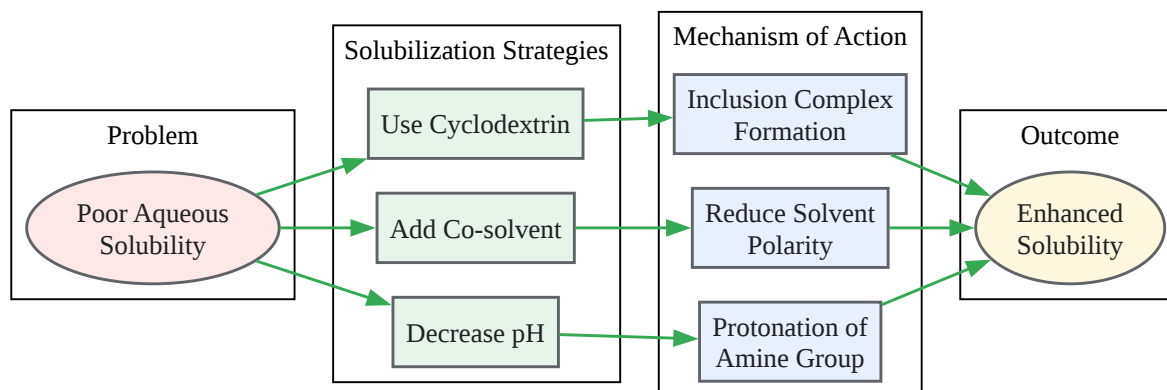 Problem
Poor Aqueous
Solubility
Solubilization Strategies
Use Cyclodextrin
Add Co-solvent
Decrease pH
Mechanism of Action
Inclusion Complex
Formation
Reduce Solvent
Polarity
Protonation of
Amine Group
Outcome
Enhanced
Solubility